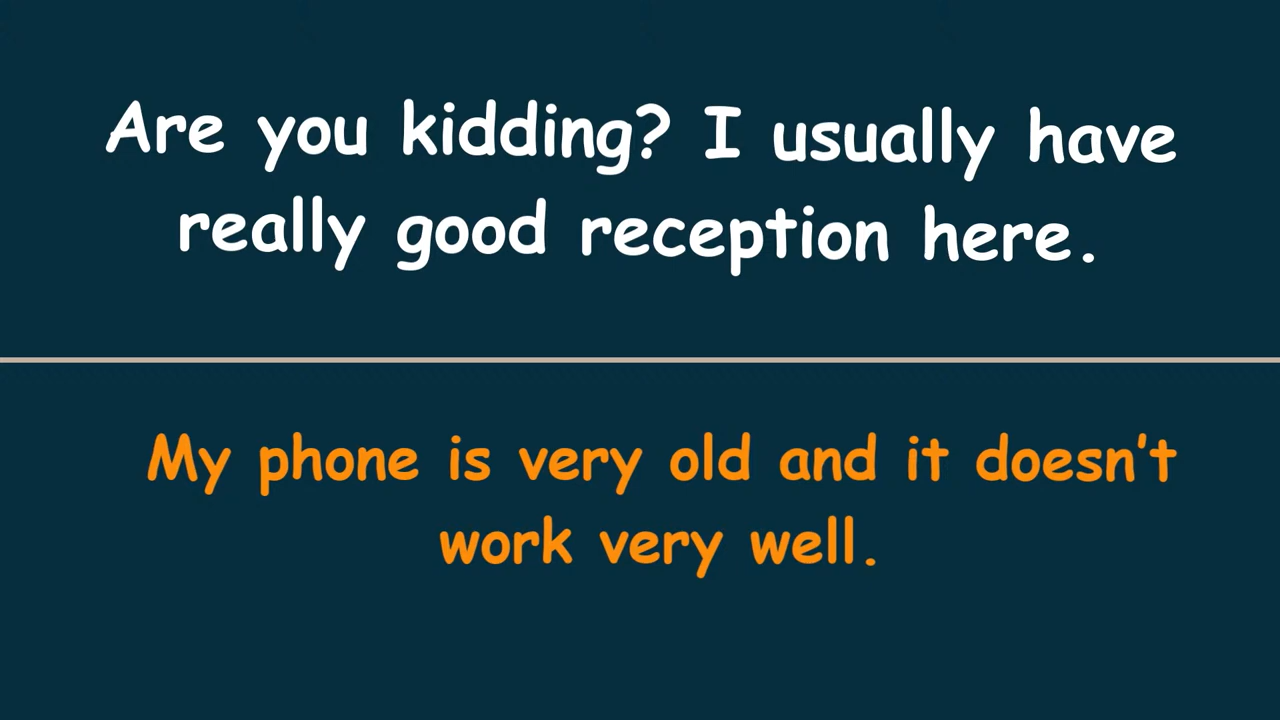 Are you kidding? I usually have
really good reception here.
My phone is very old and it doesn't
work very well.